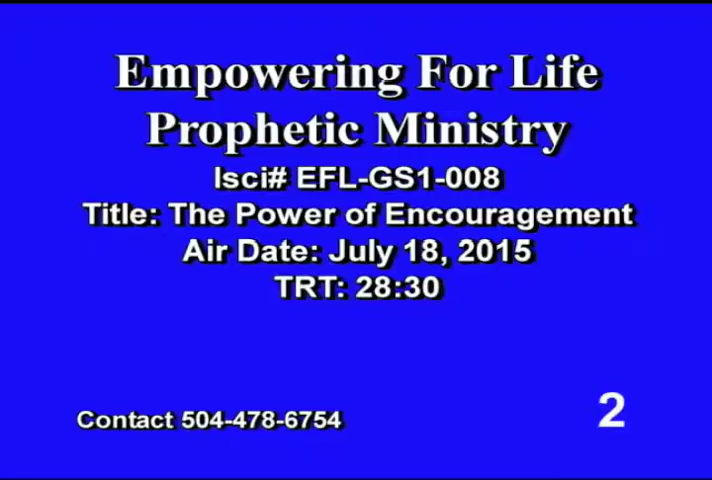 Empowering For Life
Prophetic Ministry
Isci# EFL-GS1-008
Title: The Power of Encouragement
Air Date: July 18, 2015
TRT: 28:30
Contact 504-478-6754
2